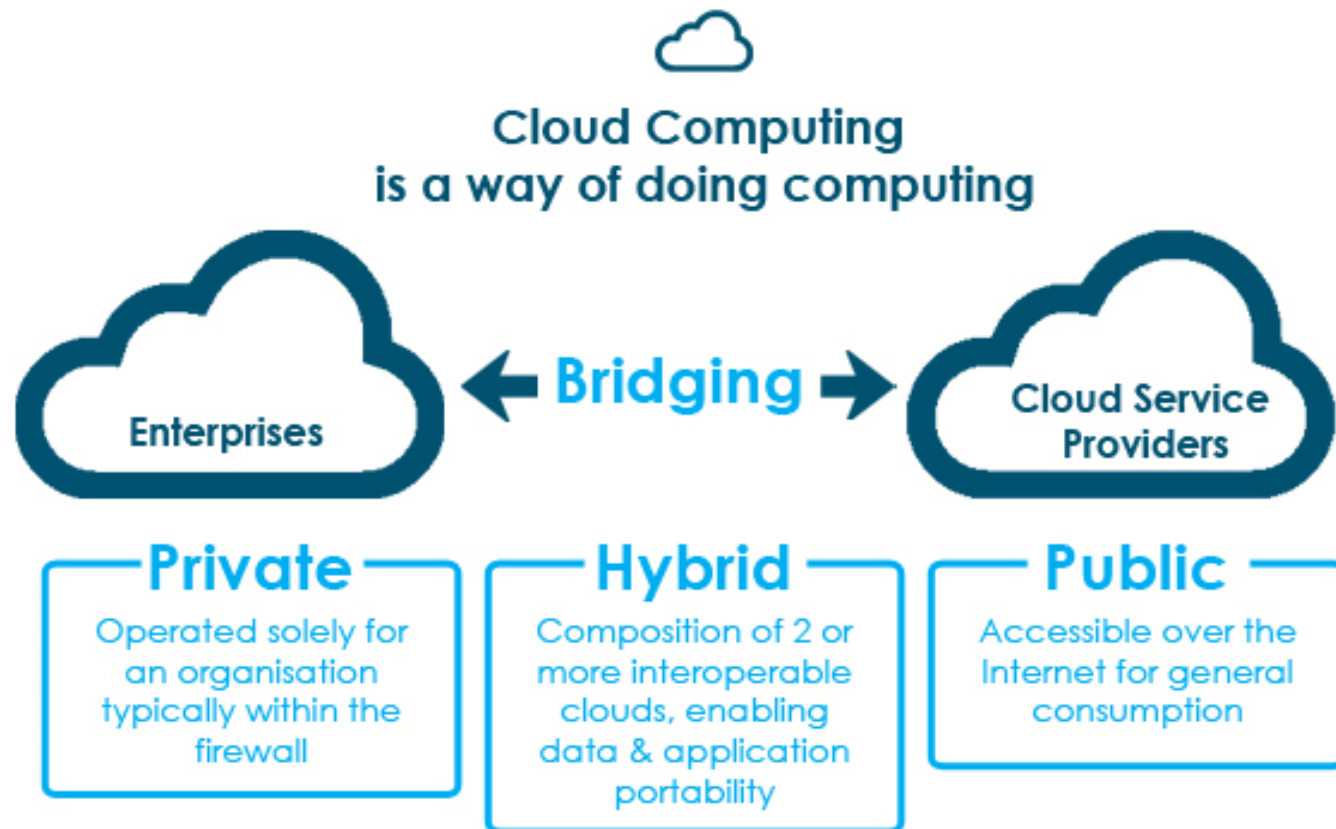 Cloud Computing
is a way of doing computing
Enterprises
Bridging
Cloud Service
Providers
Private
Operated solely for
an organisation
typically within the
firewall
Hybrid
Composition of 2 or
more interoperable
clouds, enabling
data & application
portability
Public
Accessible over the
Internet for general
consumption